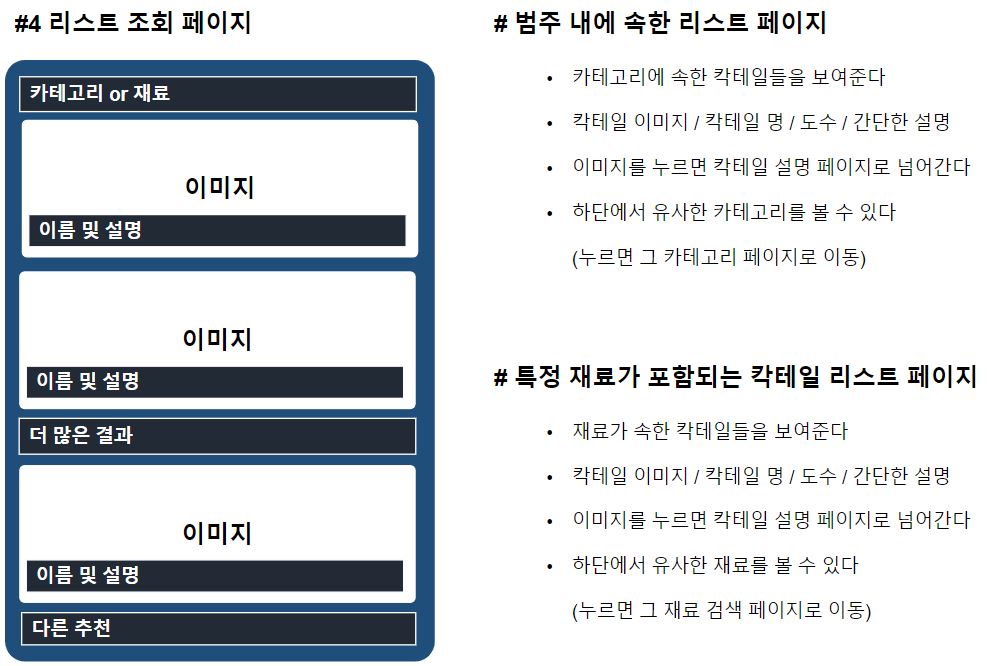 #4 리스트 조회 페이지
카테고리 or 재료
이미지
이름 및 설명
이미지
이름 및 설명
더 많은 결과
이미지
이름 및 설명
다른 추천
# 범주 내에 속한 리스트 페이지
• 카테고리에 속한 칵테일들을 보여준다
• 칵테일 이미지 / 칵테일 명 / 도수 / 간단한 설명
• 이미지를 누르면 칵테일 설명 페이지로 넘어간다
• 하단에서 유사한 카테고리를 볼 수 있다
(누르면 그 카테고리 페이지로 이동)
# 특정 재료가 포함되는 칵테일 리스트 페이지
• 재료가 속한 칵테일들을 보여준다
• 칵테일 이미지 / 칵테일 명 / 도수 / 간단한 설명
• 이미지를 누르면 칵테일 설명 페이지로 넘어간다
• 하단에서 유사한 재료를 볼 수 있다
(누르면 그 재료 검색 페이지로 이동)